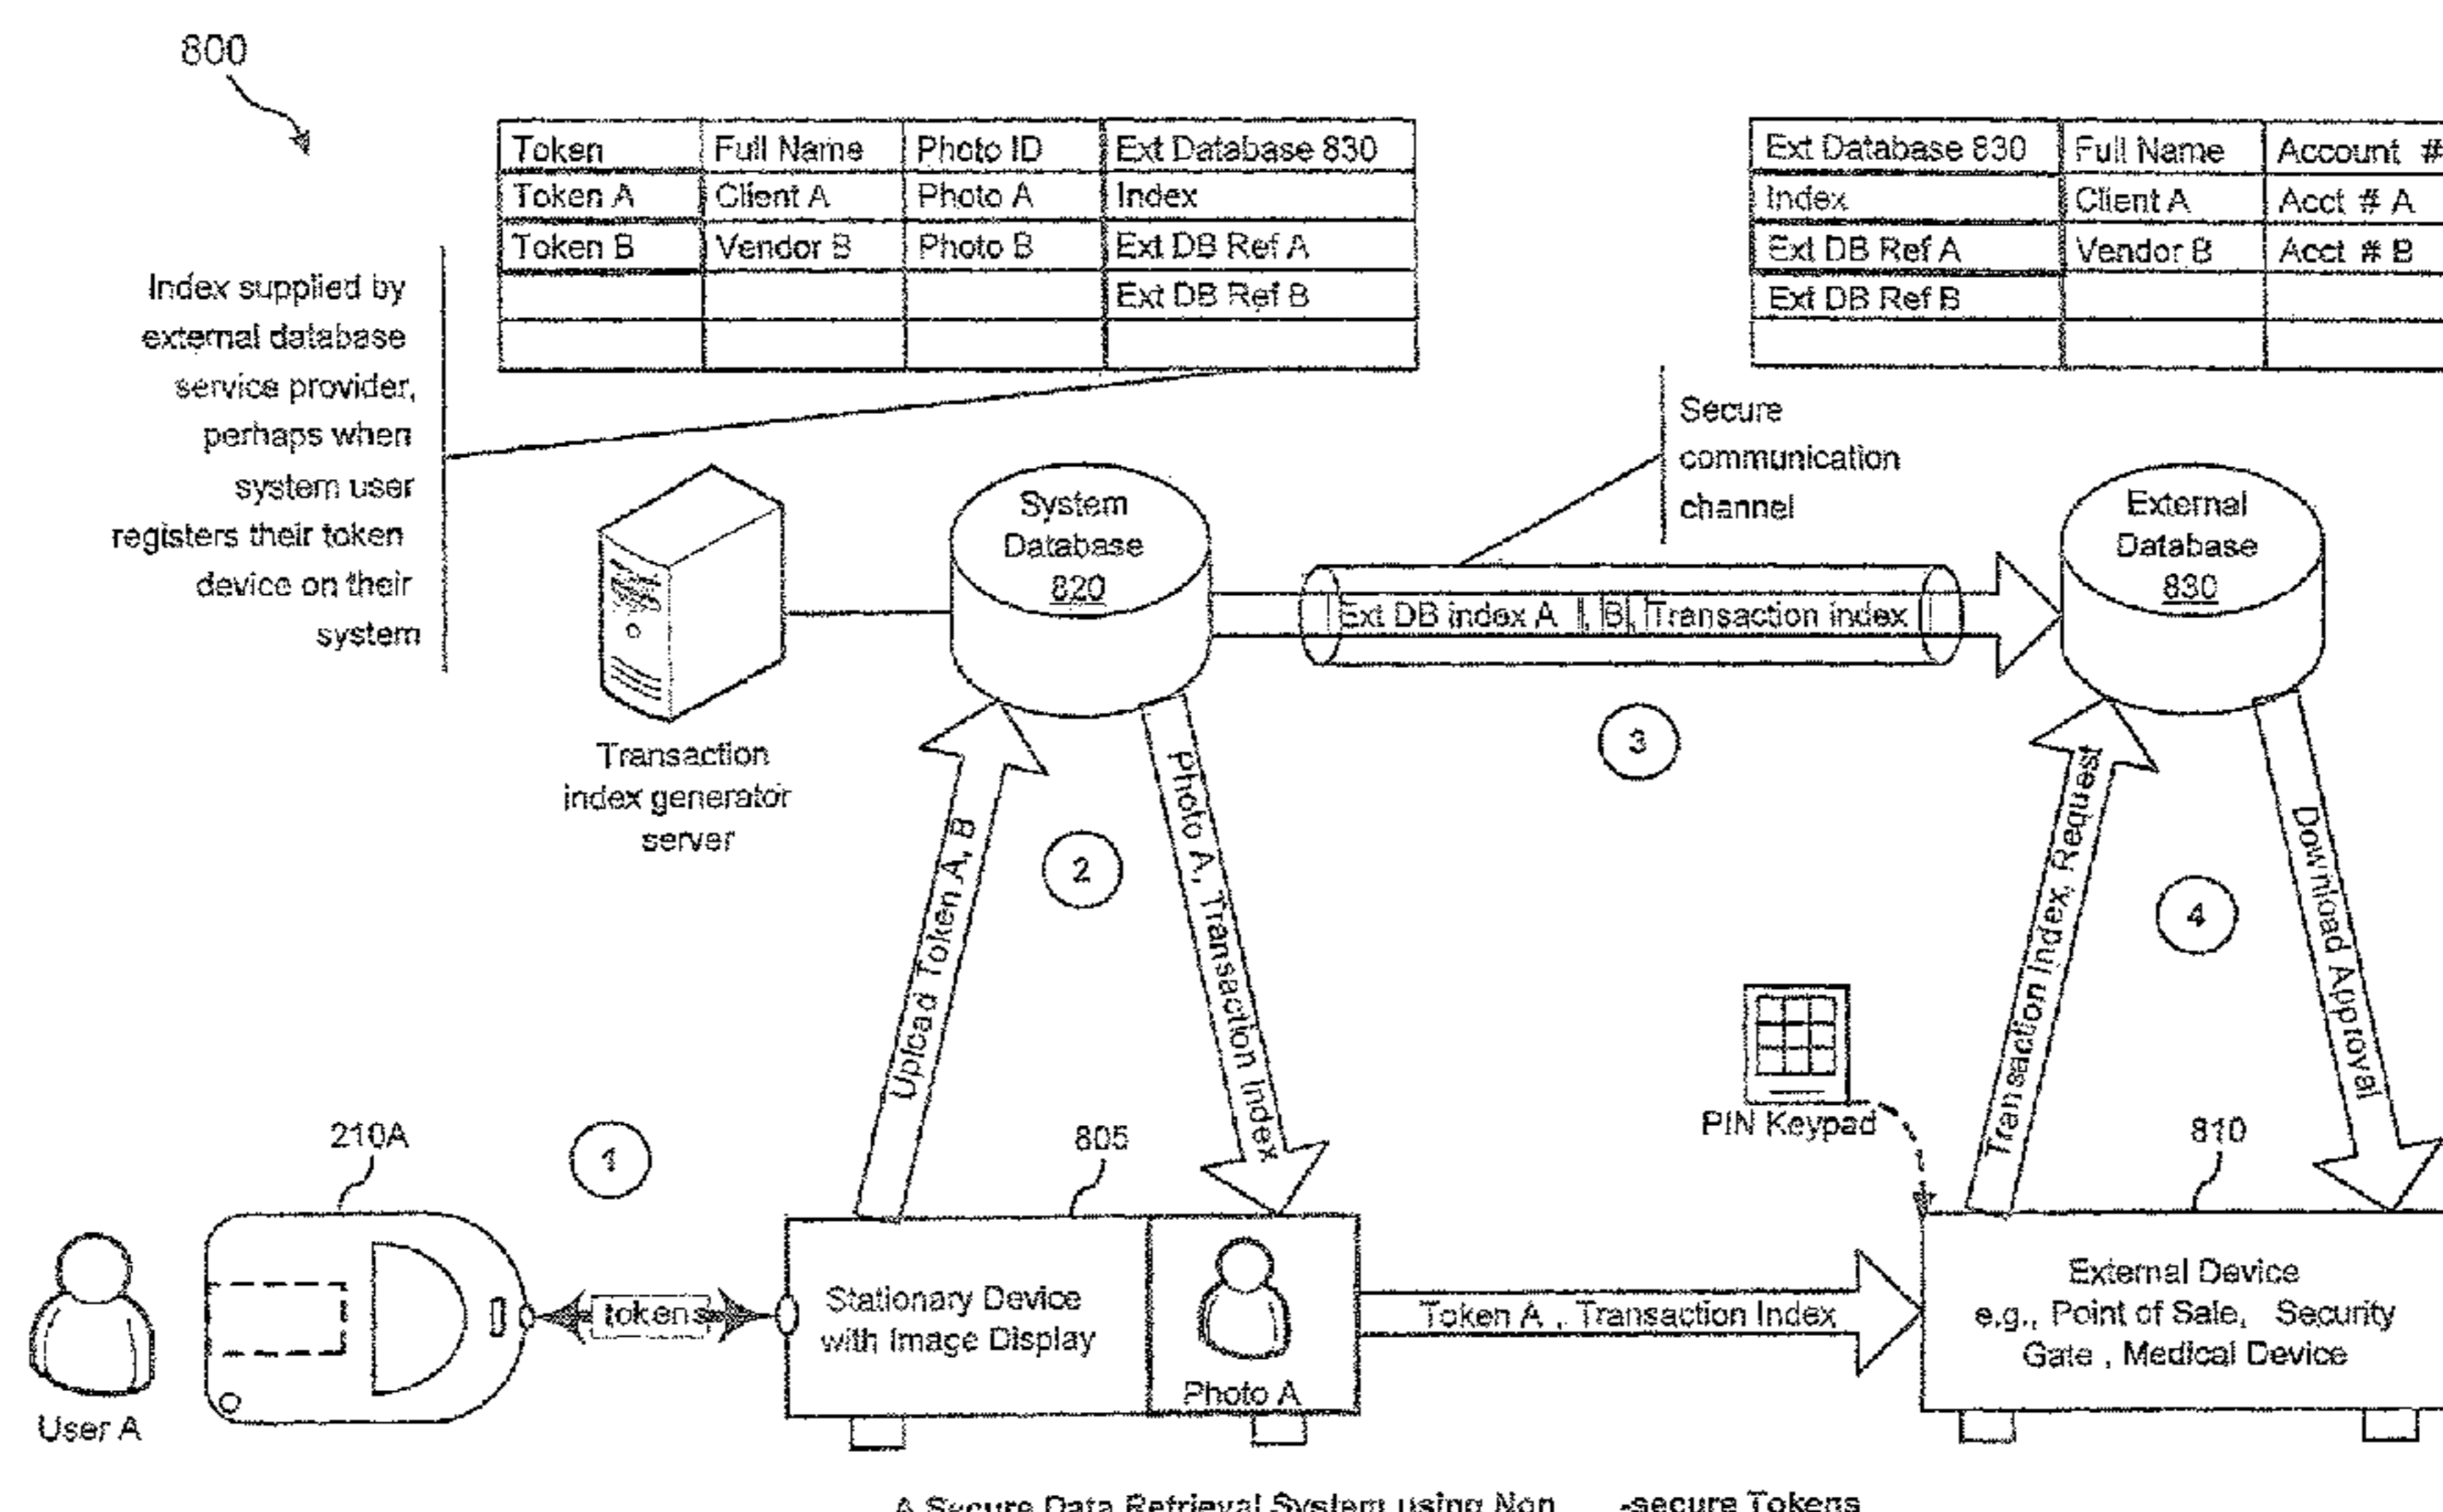 800
Token Full Name Photo ID Ext Database 830
Token A Client A Photo A Index
Token B Vendor B Photo B Ext DB Ref A
Ext DB Ref B
Ext Database 830 Full Name Account #
Index Client A Acct # A
Ext DB Ref A Vendor B Acct # B
Ext DB Ref B
Index supplied by
external database
service provider,
perhaps when
system user
registers their token
device on their
system
Secure
communication
channel
System
Database
820
External
Database
830
Ext DB index A , B, Transaction index
Transaction
index generator
server
3
2
4
1
Upload Token A, B
Photo A, Transaction Index
Transaction Index, Request
Download Approval
PIN Keypad
210A
805
810
tokens
Stationary Device
with Image Display
Photo A
Token A , Transaction Index
External Device
e.g., Point of Sale, Security
Gate , Medical Device
User A
A Secure Data Retrieval System using Non -secure Tokens